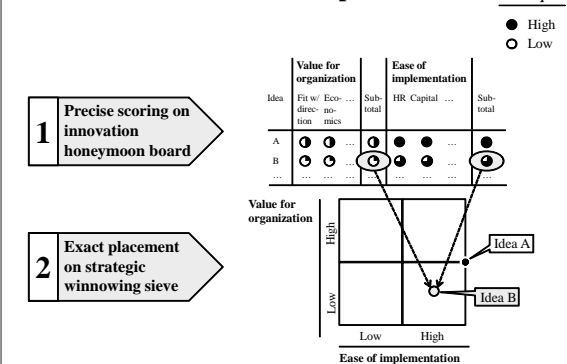 High
Low
Value for
organization
Ease of
implementation
Idea
Fit w/
direc-
tion
Eco-
no-
mics
...
Sub-
total
HR Capital ...
Sub-
total
A ... ...
B ... ...
... ... ... ... ... ... ... ... ...
1
Precise scoring on
innovation
honeymoon board
2
Exact placement
on strategic
winnowing sieve
Value for
organization
High
Low
Idea A
Idea B
Low High
Ease of implementation